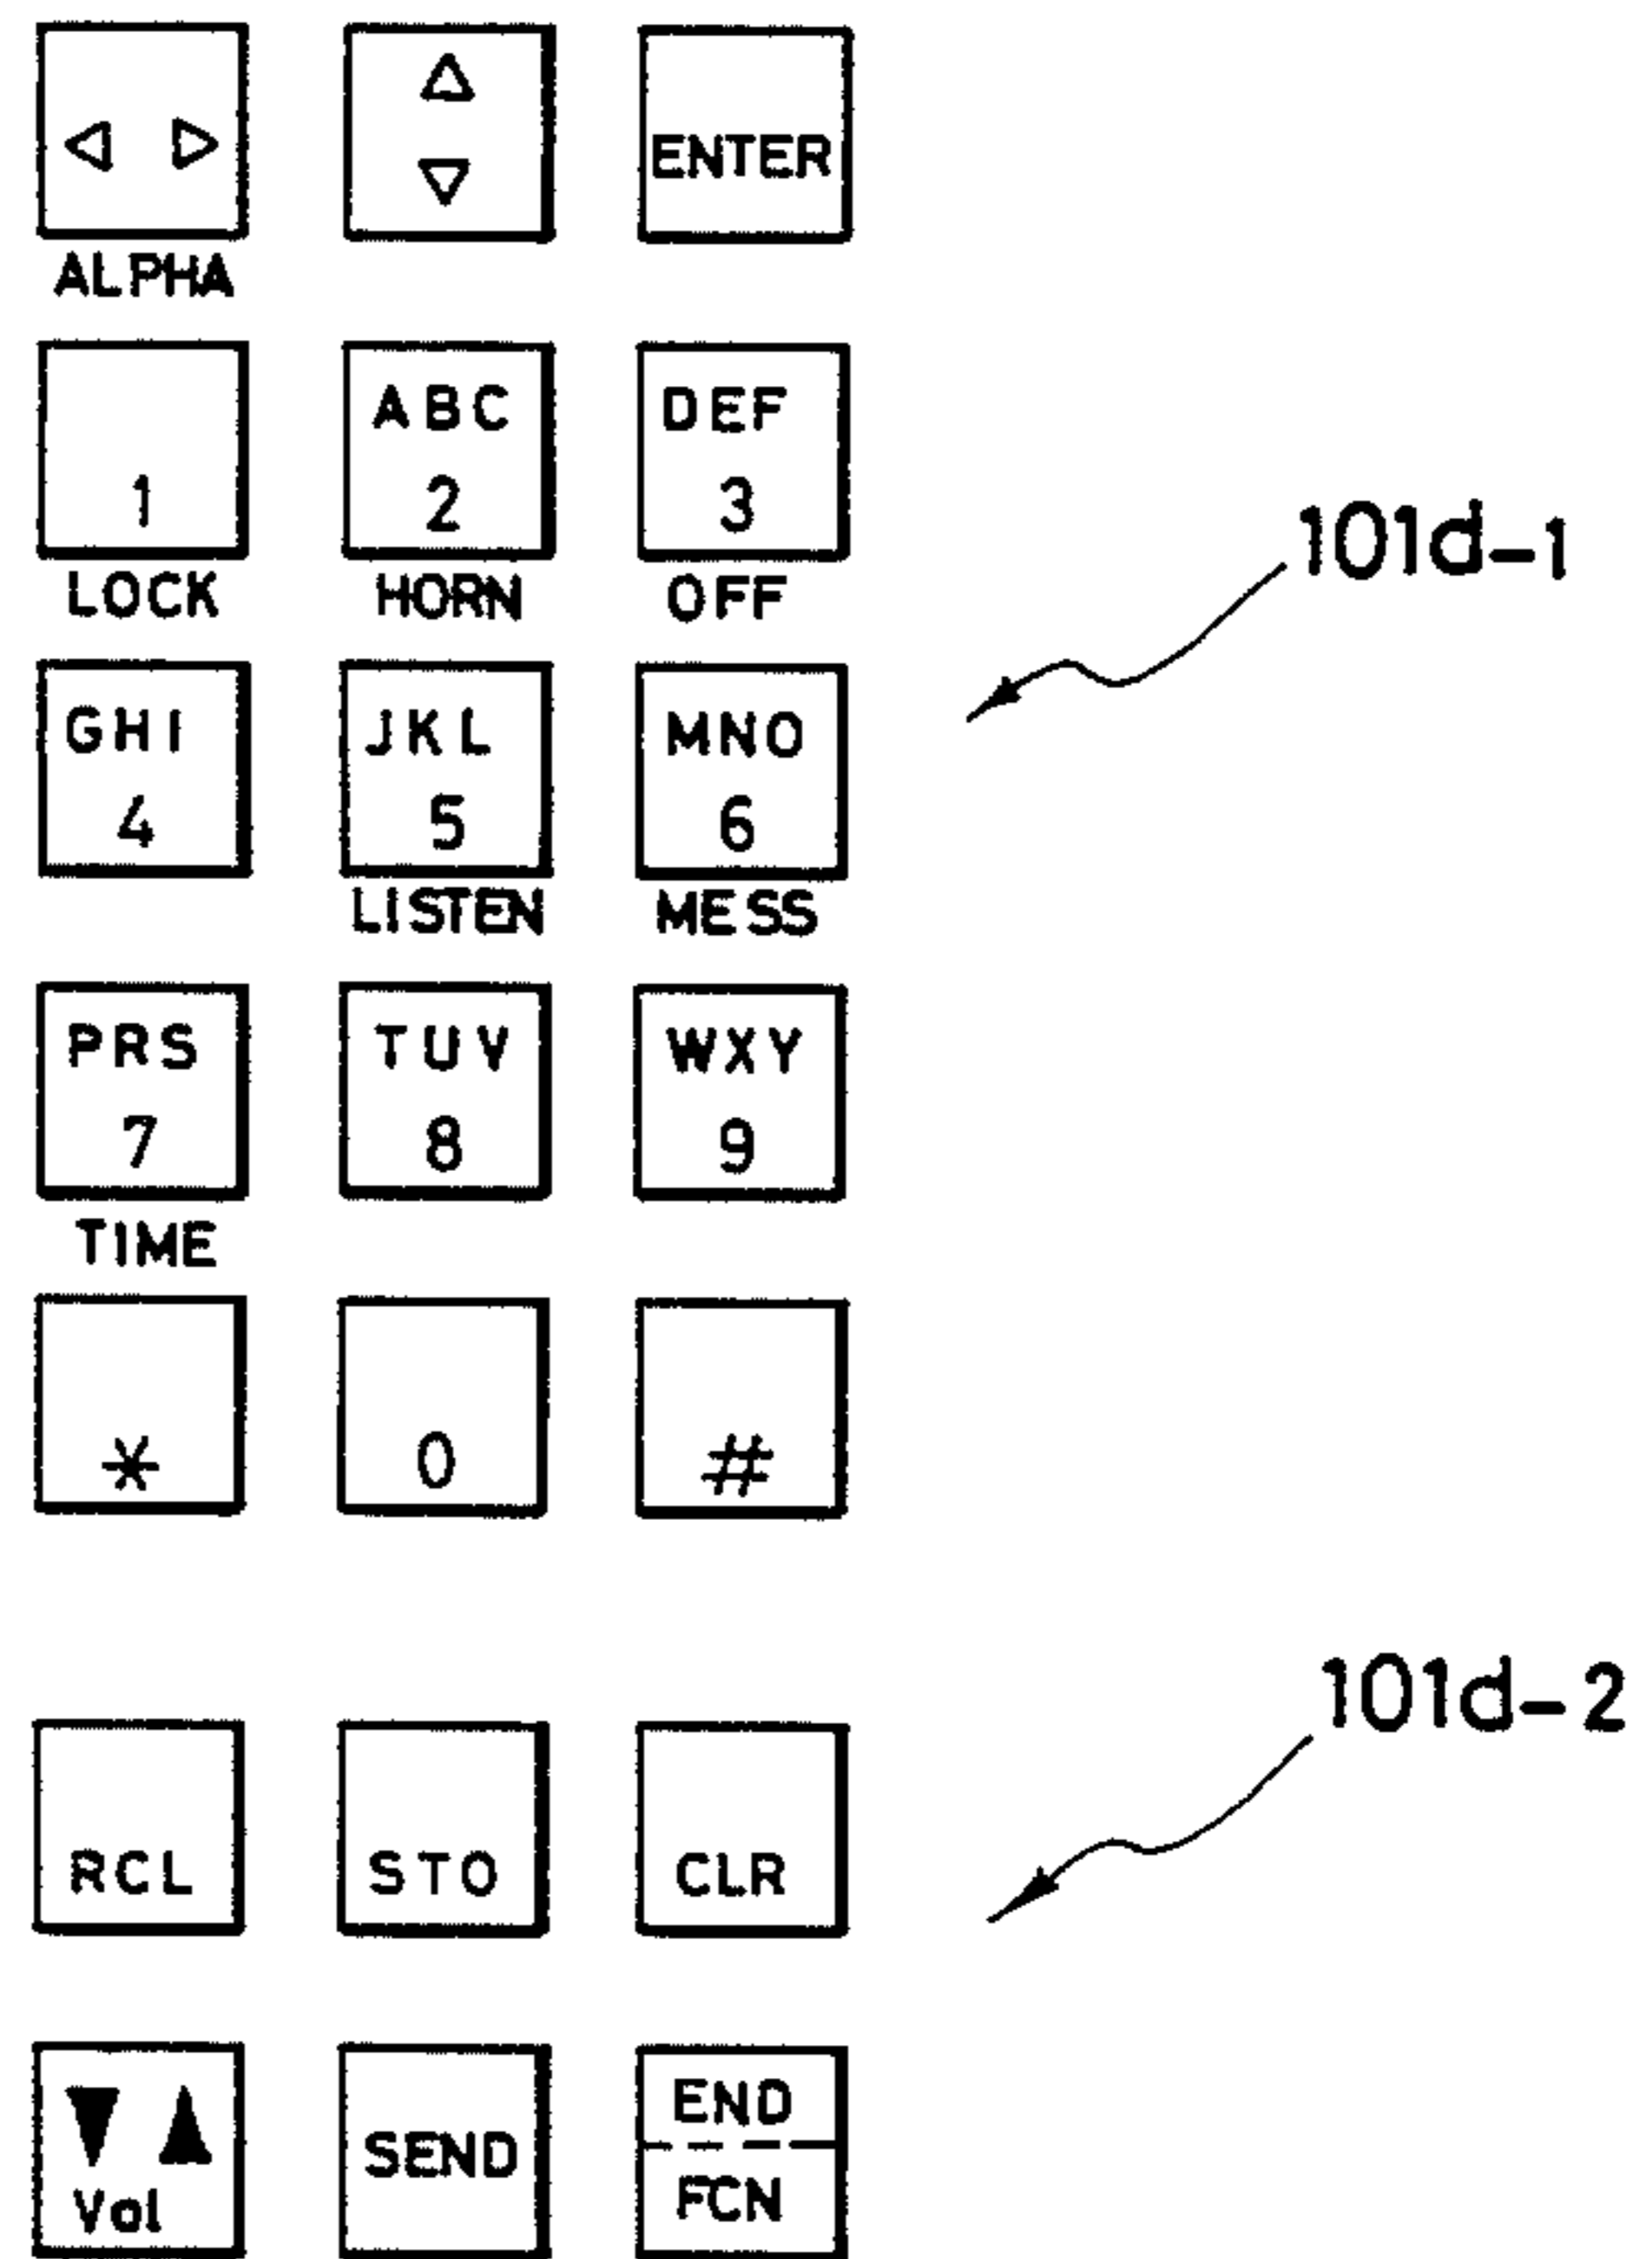 ENTER
ALPHA
ABC DEF
1 2 3
101d-1
LOCK HORN OFF
GHI JKL MNO
4 5 6
LISTEN MESS
PRS TUV WXY
7 8 9
TIME
* 0 #
101d-2
RCL STO CLR
END
SEND
Vol FCN